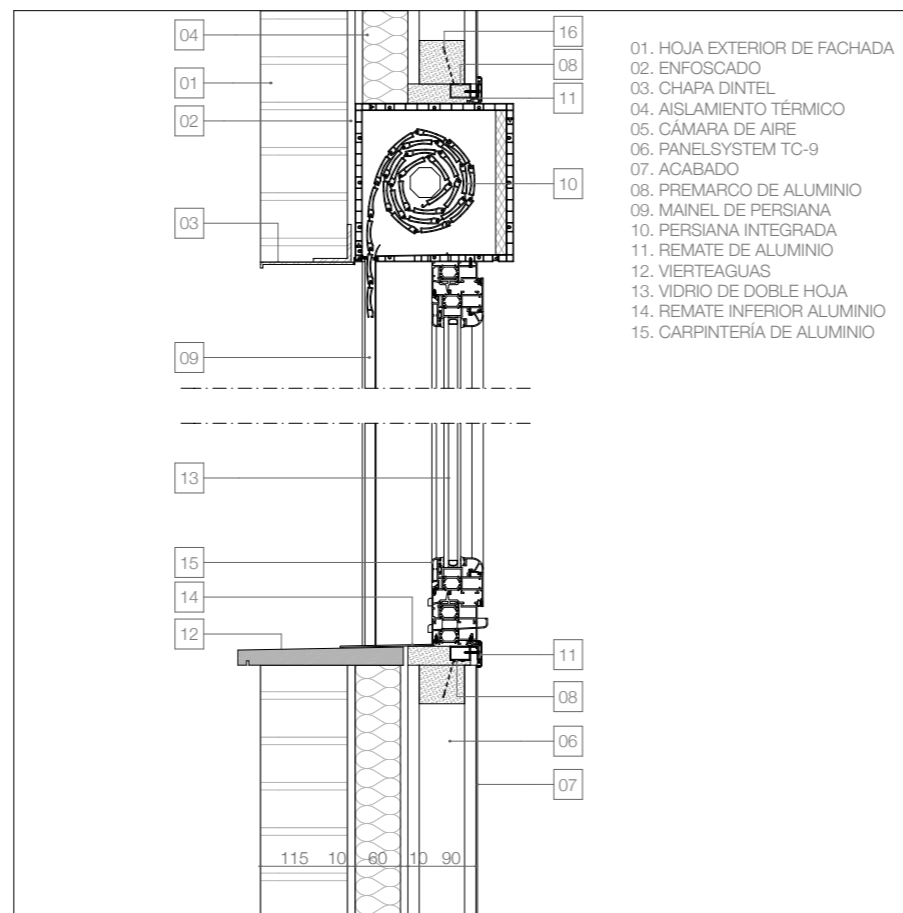 04
16
08
01
11
02
10
03
09
13
15
14
12
11
08
06
07
115 10 60 10 90
01. HOJA EXTERIOR DE FACHADA
02. ENFOSCADO
03. CHAPA DINTEL
04. AISLAMIENTO TÉRMICO
05. CÁMARA DE AIRE
06. PANELSYSTEM TC-9
07. ACABADO
08. PREMARCO DE ALUMINIO
09. MAINEL DE PERSIANA
10. PERSIANA INTEGRADA
11. REMATE DE ALUMINIO
12. VIERTEAGUAS
13. VIDRIO DE DOBLE HOJA
14. REMATE INFERIOR ALUMINIO
15. CARPINTERÍA DE ALUMINIO